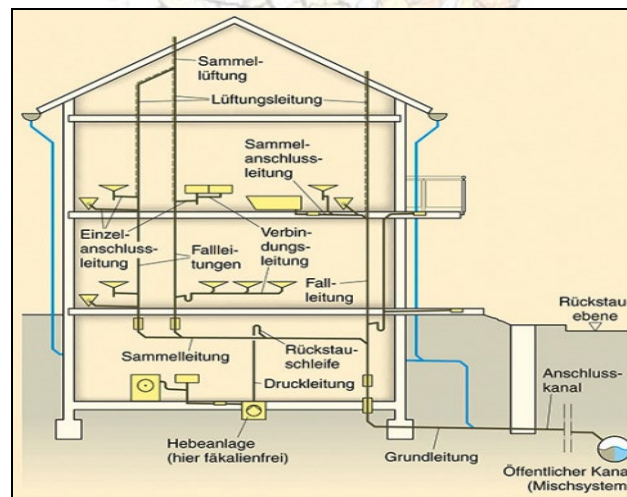 Sammel-
lüftung
Lüftungsleitung
Sammel-
anschluss-
leitung
Einzel-
anschluss-
leitung
Fallei-
tungen
Verbin-
dungs-
leitung
Fall-
leitung
Rückstau
ebene
Sammelleitung
Rückstau-
schleife
Druckleitung
Anschluss-
kanal
Hebeanlage
(hier fäkalienfrei)
Grundleitung
Öffentlicher Kana
(Mischsystem